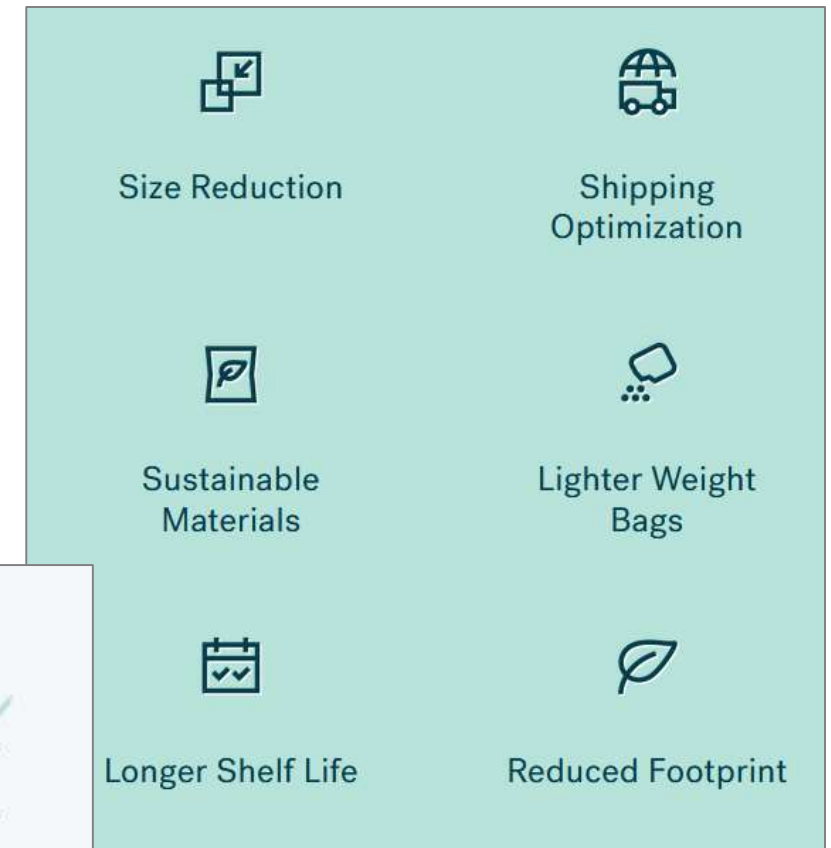 Size Reduction
Shipping
Optimization
Sustainable
Materials
Lighter Weight
Bags
Longer Shelf Life
Reduced Footprint